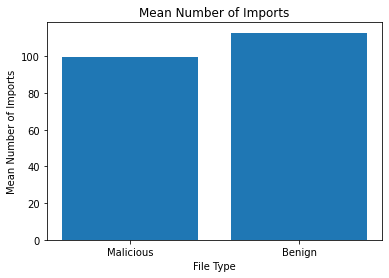 Mean Number of Imports
Mean Number of Imports
100
80
60
40
20
0
Malicious
Benign
File Type